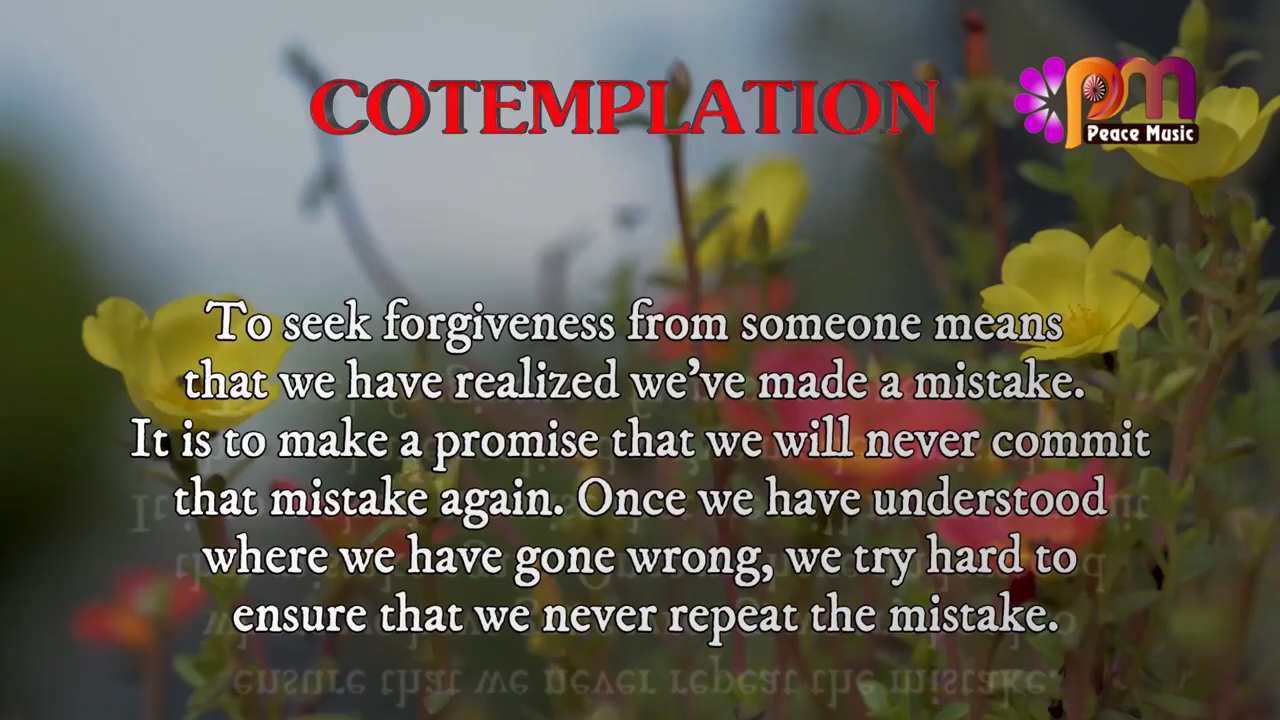 COTEMPLATION
pm
Peace Music
To seek forgiveness from someone means
that we have realized we've made a mistake.
It is to make a promise that we will never commit
that mistake again. Once we have understood
where we have gone wrong, we try hard to
ensure that we never repeat the mistake.